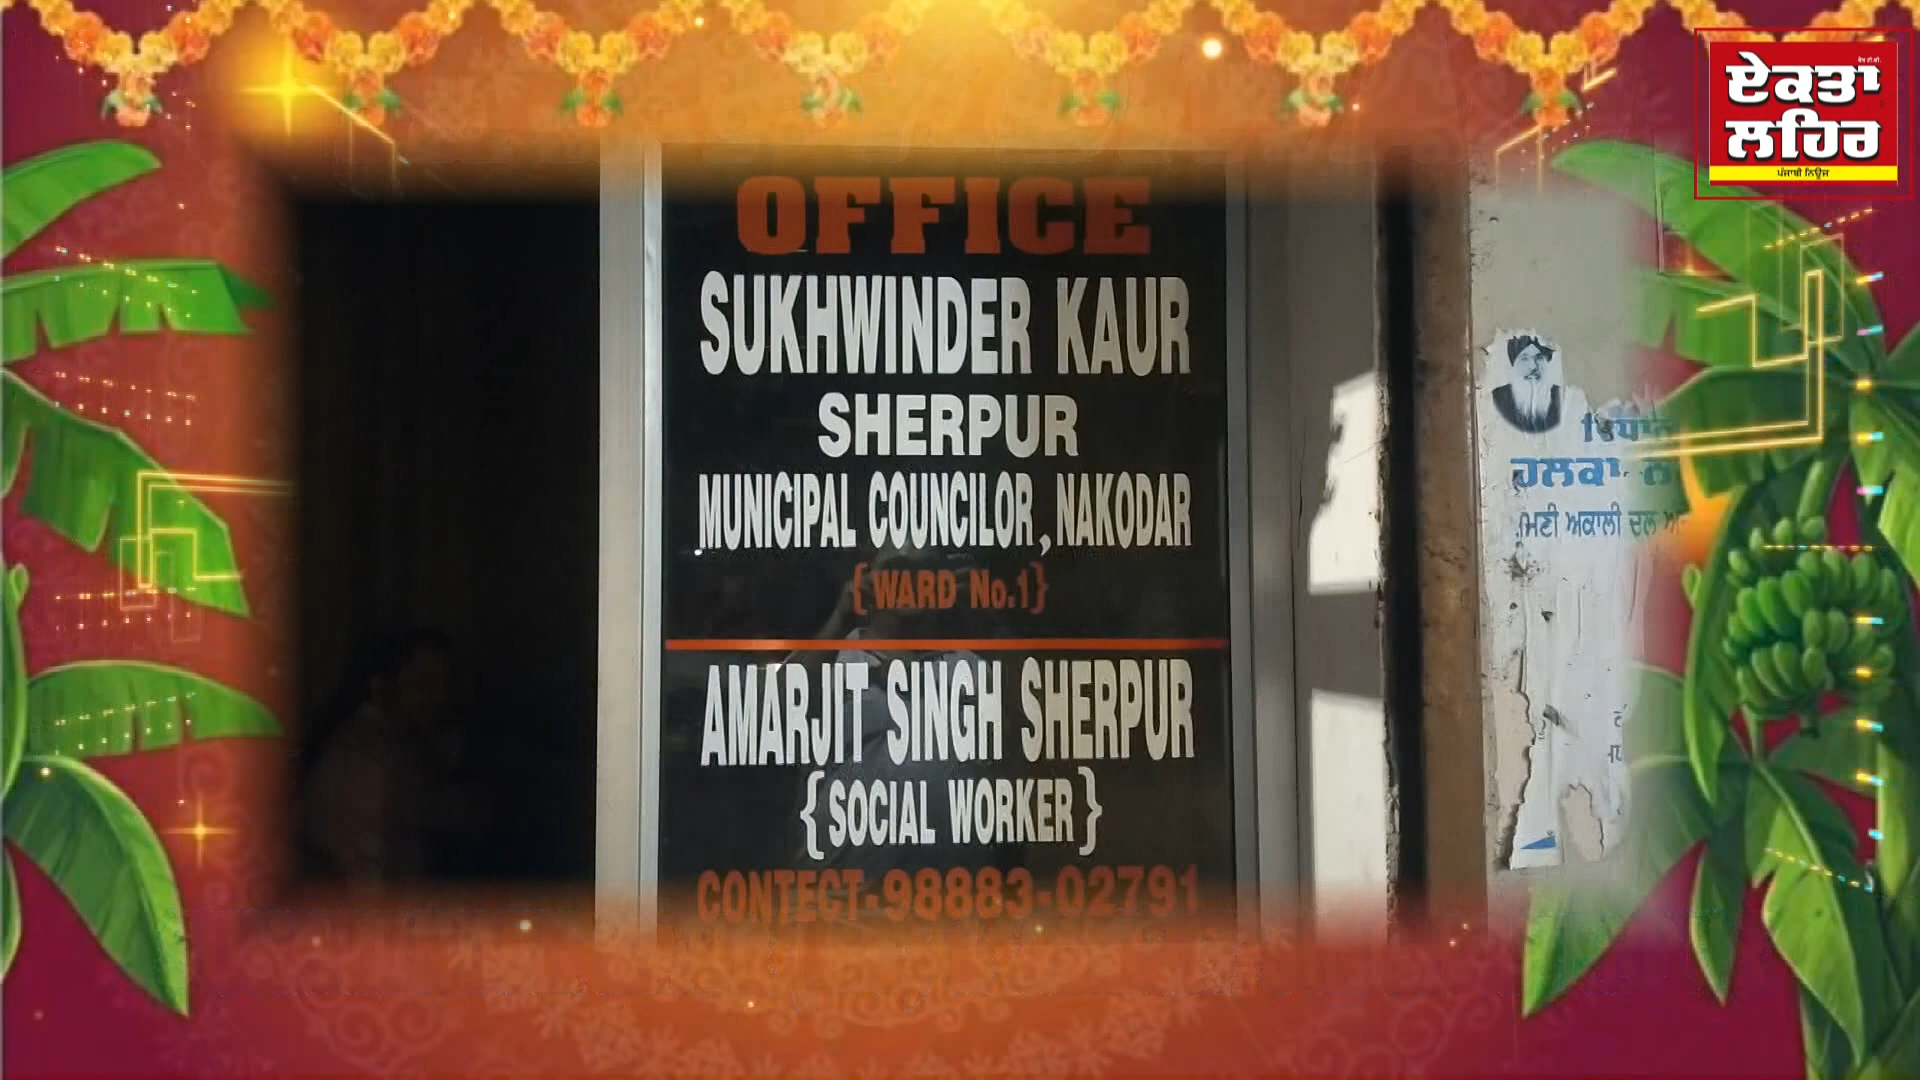 ਏਕਤਾ
ਲਹਿਰ
ਪੰਜਾਬੀ ਨਿਊਜ਼
OFFICE
SUKHWINDER KAUR
SHERPUR
MUNICIPAL COUNCILOR, NAKODAR
{WARD No.1}
AMARJIT SINGH SHERPUR
{SOCIAL WORKER}
CONTECT-98883-02791
ਹਲਕਾ
ਅਕਾਲੀ ਦਲ